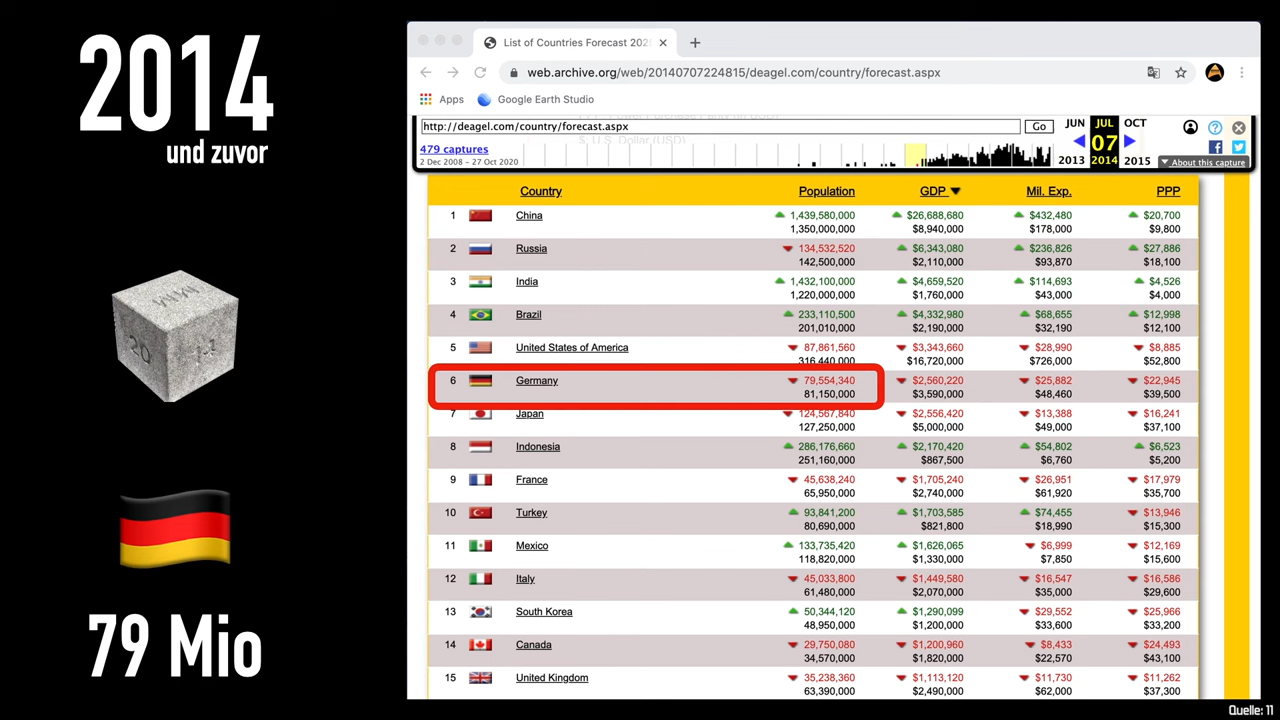 2014
und zuvor
20
14
79 Mio
List of Countries Forecast 202
web.archive.org/web/20140707224815/deagel.com/country/forecast.aspx
Apps Google Earth Studio
http://deagel.com/country/forecast.aspx Go JUN JUL OCT
$: U.S. Dollar (USD)
479 captures 07
2 Dec 2008 – 27 Oct 2020 2013 2014 2015 About this capture
Country Population GDP Mil. Exp. PPP
1 China 1,439,580,000 $26,688,680 $432,480 $20,700
1,350,000,000 $8,940,000 $178,000 $9,800
2 Russia 134,532,520 $6,343,080 $236,826 $27,886
142,500,000 $2,110,000 $93,870 $18,100
3 India 1,432,100,000 $4,659,520 $114,693 $4,526
1,220,000,000 $1,760,000 $43,000 $4,000
4 Brazil 233,110,500 $4,332,980 $68,655 $12,998
201,010,000 $2,190,000 $32,190 $12,100
5 United States of America 87,861,560 $3,343,660 $28,990 $8,885
316,440,000 $16,720,000 $726,000 $52,800
6 Germany 79,554,340 $2,560,220 $25,882 $22,945
81,150,000 $3,590,000 $48,460 $39,500
7 Japan 124,567,840 $2,556,420 $13,388 $16,241
127,250,000 $5,000,000 $49,000 $37,100
8 Indonesia 286,176,660 $2,170,420 $54,802 $6,523
251,160,000 $867,500 $6,760 $5,200
9 France 45,638,240 $1,705,240 $26,951 $17,979
65,950,000 $2,740,000 $61,920 $35,700
10 Turkey 93,841,200 $1,703,585 $74,455 $13,946
80,690,000 $821,800 $18,990 $15,300
11 Mexico 133,735,420 $1,626,065 $6,999 $12,169
118,820,000 $1,330,000 $7,850 $15,600
12 Italy 45,033,800 $1,449,580 $16,547 $16,586
61,480,000 $2,070,000 $35,000 $29,600
13 South Korea 50,344,120 $1,290,099 $29,552 $25,966
48,950,000 $1,200,000 $33,600 $33,200
14 Canada 29,750,080 $1,200,960 $8,433 $24,493
34,570,000 $1,820,000 $22,570 $43,100
15 United Kingdom 35,238,360 $1,113,120 $11,730 $11,262
63,390,000 $2,490,000 $62,000 $37,300
Quelle: 11